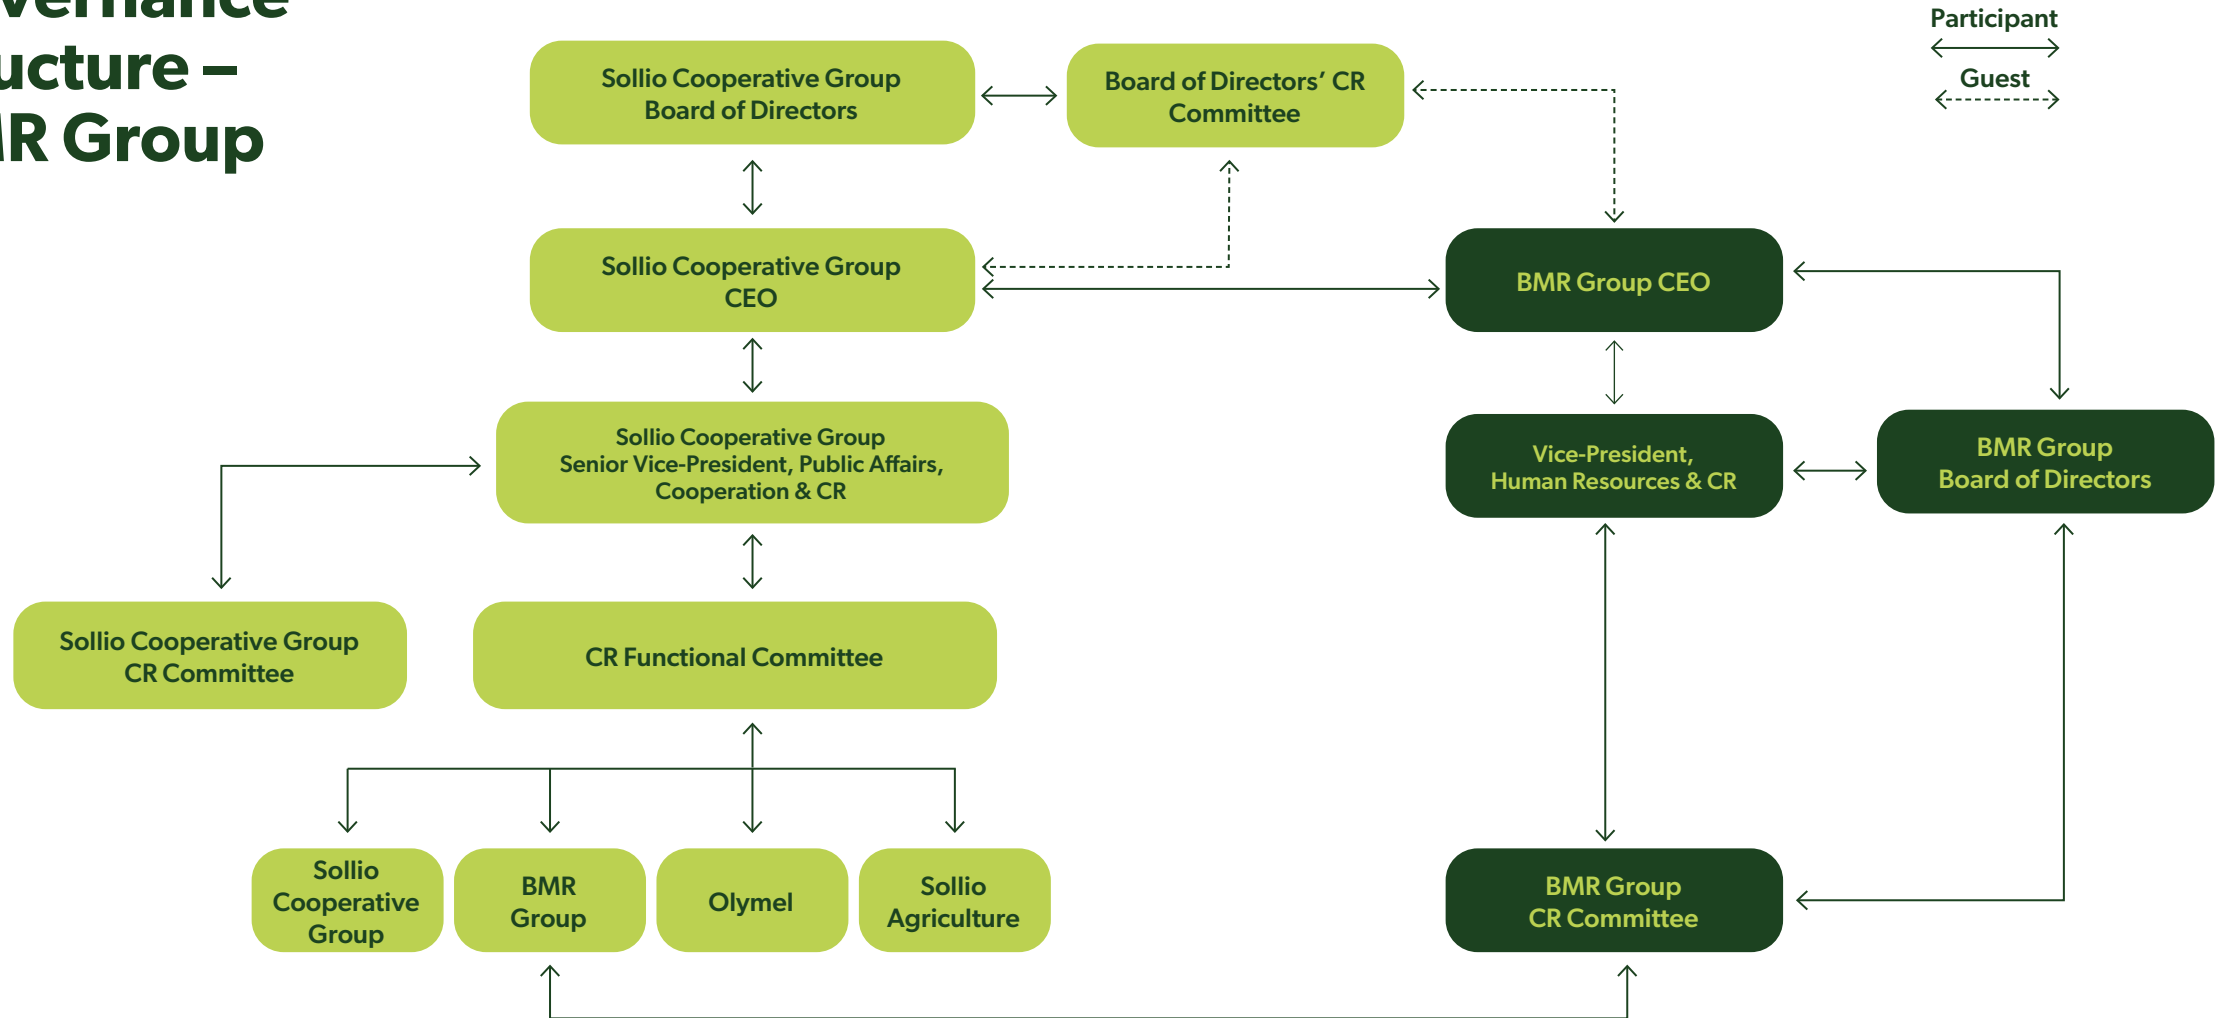 Structure –
Group
Participant
Guest
Sollio Cooperative Group
Board of Directors
Board of Directors’ CR
Committee
Sollio Cooperative Group
CEO
BMR Group CEO
Sollio Cooperative Group
Senior Vice-President, Public Affairs,
Cooperation & CR
Vice-President,
Human Resources & CR
BMR Group
Board of Directors
Sollio Cooperative Group
CR Committee
CR Functional Committee
Sollio
Cooperative
Group
BMR
Group
Olymel
Sollio
Agriculture
BMR Group
CR Committee